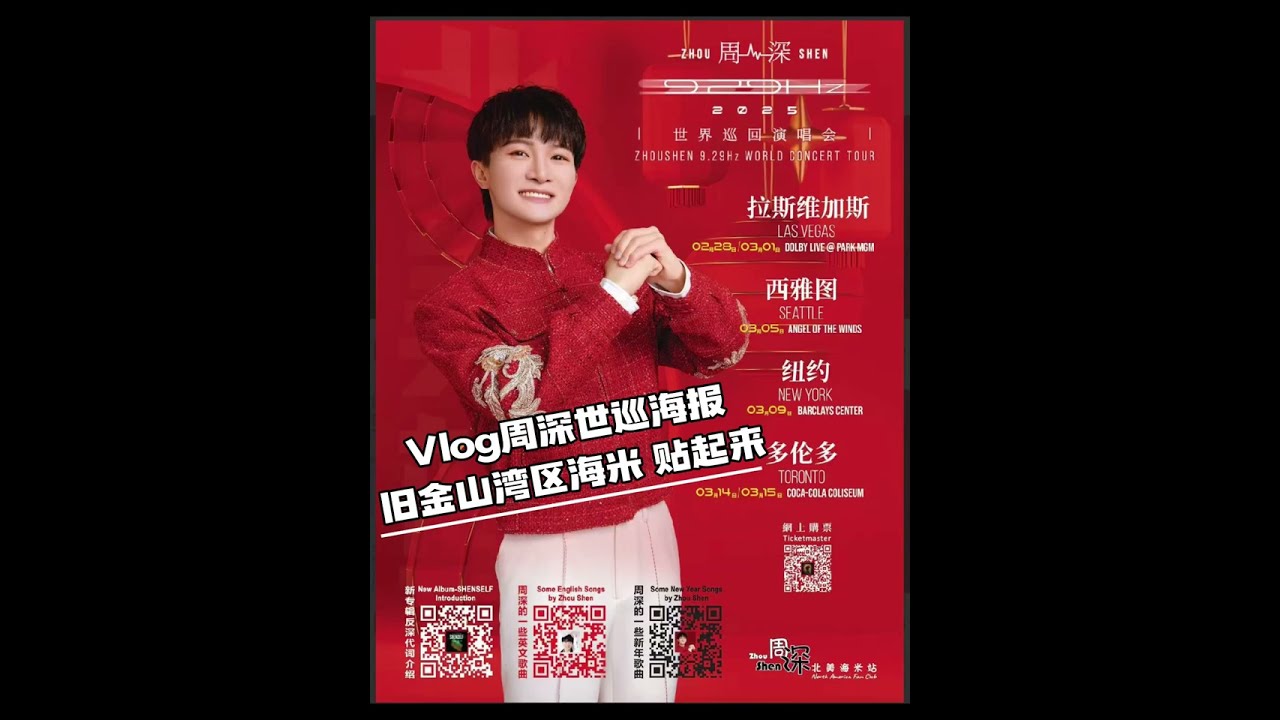 ZHOU 周深 SHEN
9.29Hz
2025
世界巡回演唱会
ZHOUSHEN 9.29Hz WORLD CONCERT TOUR
拉斯维加斯
LAS VEGAS
02月28日/03月01日 DOLBY LIVE @ PARK MGM
西雅图
SEATTLE
03月05日 ANGEL OF THE WINDS
纽约
NEW YORK
03月09日 BARCLAYS CENTER
多伦多
TORONTO
03月14日/03月15日 COCA-COLA COLISEUM
Vlog周深世巡海报
旧金山湾区海米 贴起来
網上購票
Ticketmaster
新专辑反深代词介绍
New Album-SHENSELF
Introduction
周深的一些英文歌曲
Some English Songs
by Zhou Shen
周深的一些新年歌曲
Some New Year Songs
by Zhou Shen
Zhou Shen 周深
北美海米站
North America Fan Club